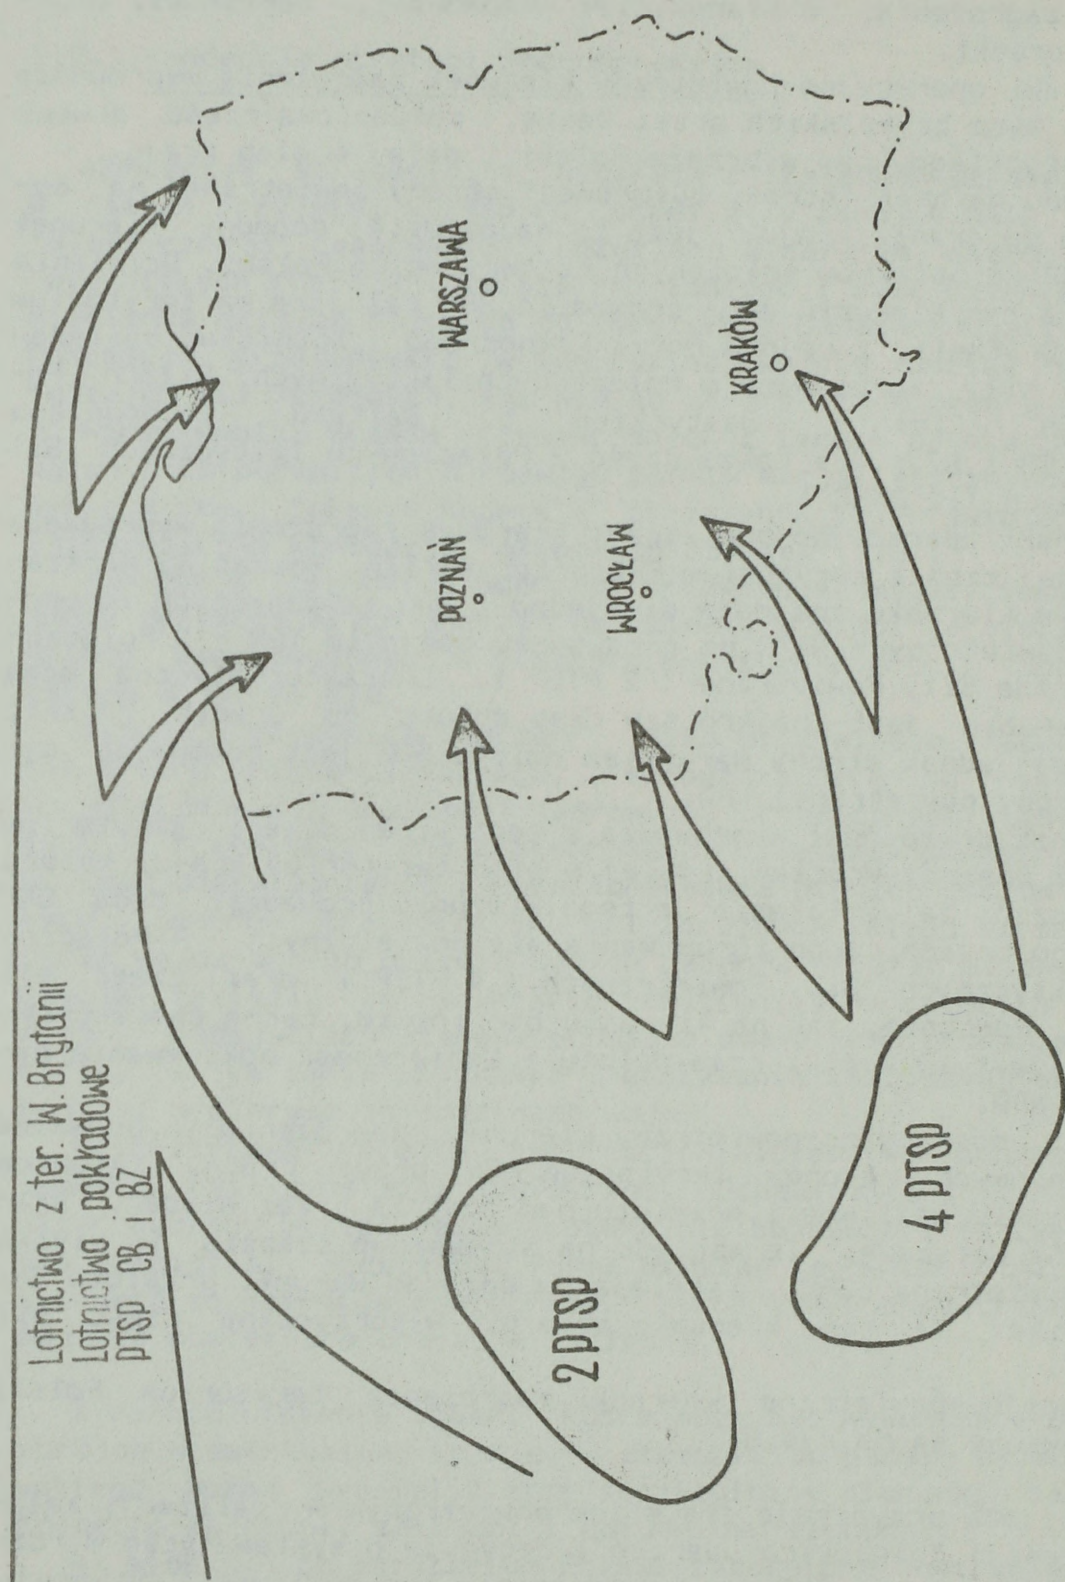 Lotnictwo z ter. W. Brytanii
Lotnictwo pokładowe
PTSP CB i BZ
WARSZAWA
POZNAŃ
WROCŁAW
KRAKÓW
2 PTSP
4 PTSP